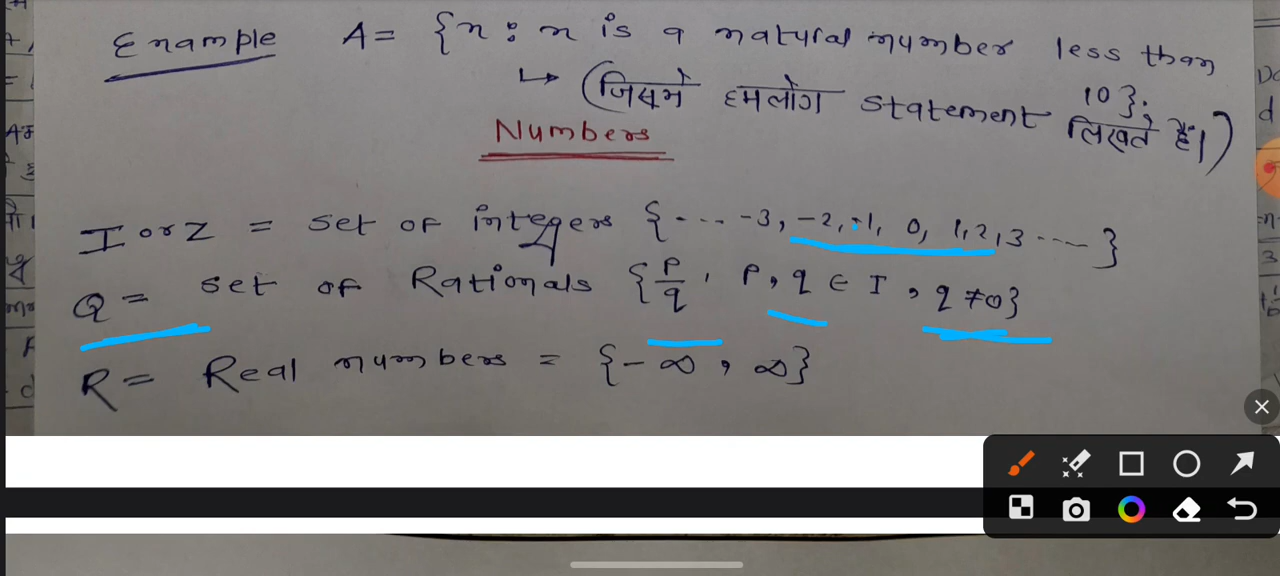 Example A = {n : n is a natural number less than
10};
↳ (जिसमे हमलोग statement लिखते हैं।)
Numbers
I or Z = set of integers {.... -3, -2, -1, 0, 1, 2, 3 .... }
Q = set of Rationals {p/q, P, q ∈ I, q ≠ 0}
R = Real numbers = {-∞, ∞}